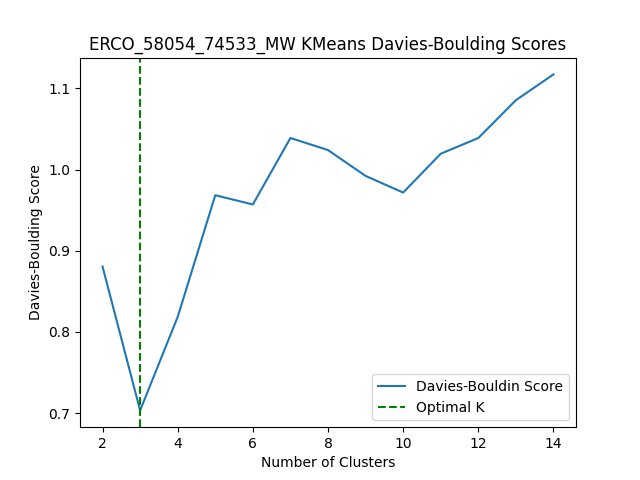 ERCO_58054_74533_MW KMeans Davies-Boulding Scores
Davies-Boulding Score
1.1
1.0
0.9
0.8
0.7
Davies-Bouldin Score
Optimal K
2 4 6 8 10 12 14
Number of Clusters